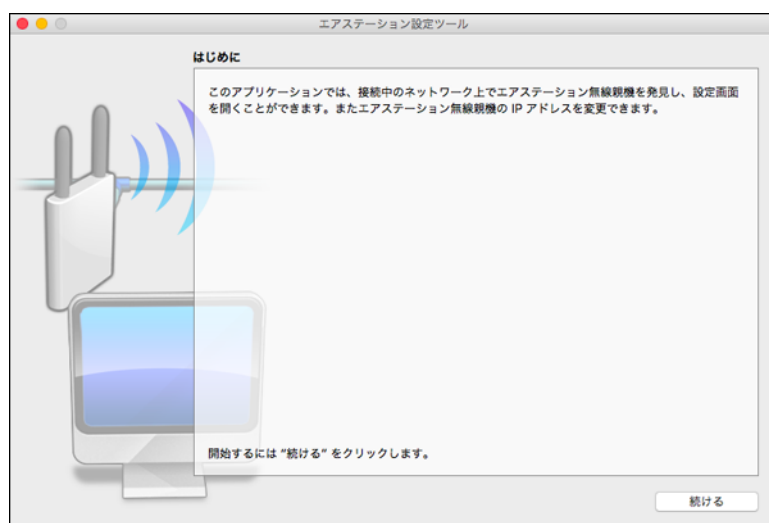 エアステーション設定ツール
はじめに
このアプリケーションでは、接続中のネットワーク上でエアステーション無線親機を発見し、設定画面
を開くことができます。またエアステーション無線親機の IP アドレスを変更できます。
開始するには “続ける” をクリックします。
続ける